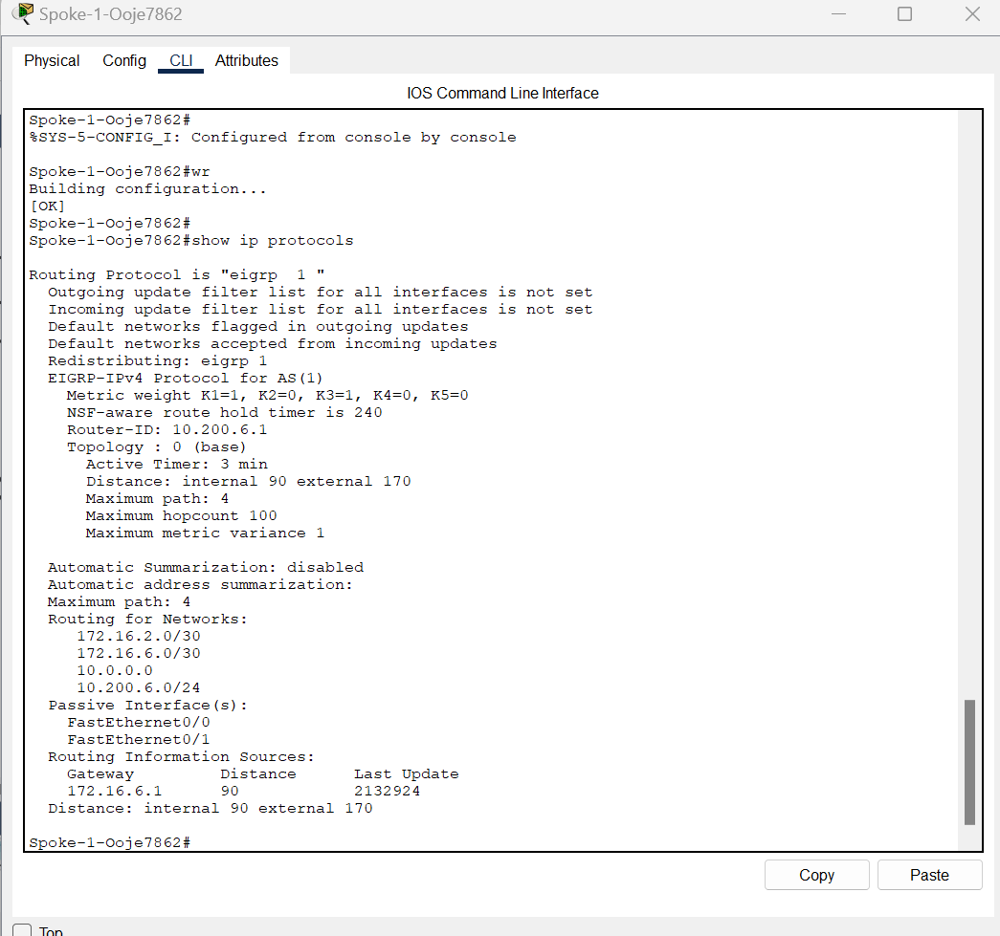 Spoke-1-Ooje7862
Physical Config CLI Attributes
IOS Command Line Interface
Spoke-1-Ooje7862#
%SYS-5-CONFIG_I: Configured from console by console
Spoke-1-Ooje7862#wr
Building configuration...
[OK]
Spoke-1-Ooje7862#
Spoke-1-Ooje7862#show ip protocols
Routing Protocol is "eigrp  1 "
  Outgoing update filter list for all interfaces is not set
  Incoming update filter list for all interfaces is not set
  Default networks flagged in outgoing updates
  Default networks accepted from incoming updates
  Redistributing: eigrp 1
  EIGRP-IPv4 Protocol for AS(1)
    Metric weight K1=1, K2=0, K3=1, K4=0, K5=0
    NSF-aware route hold timer is 240
    Router-ID: 10.200.6.1
    Topology : 0 (base)
      Active Timer: 3 min
      Distance: internal 90 external 170
      Maximum path: 4
      Maximum hopcount 100
      Maximum metric variance 1
  Automatic Summarization: disabled
  Automatic address summarization:
  Maximum path: 4
  Routing for Networks:
     172.16.2.0/30
     172.16.6.0/30
     10.0.0.0
     10.200.6.0/24
  Passive Interface(s):
    FastEthernet0/0
    FastEthernet0/1
  Routing Information Sources:
    Gateway         Distance      Last Update
    172.16.6.1      90            2132924
  Distance: internal 90 external 170
Spoke-1-Ooje7862#
Copy Paste
Top